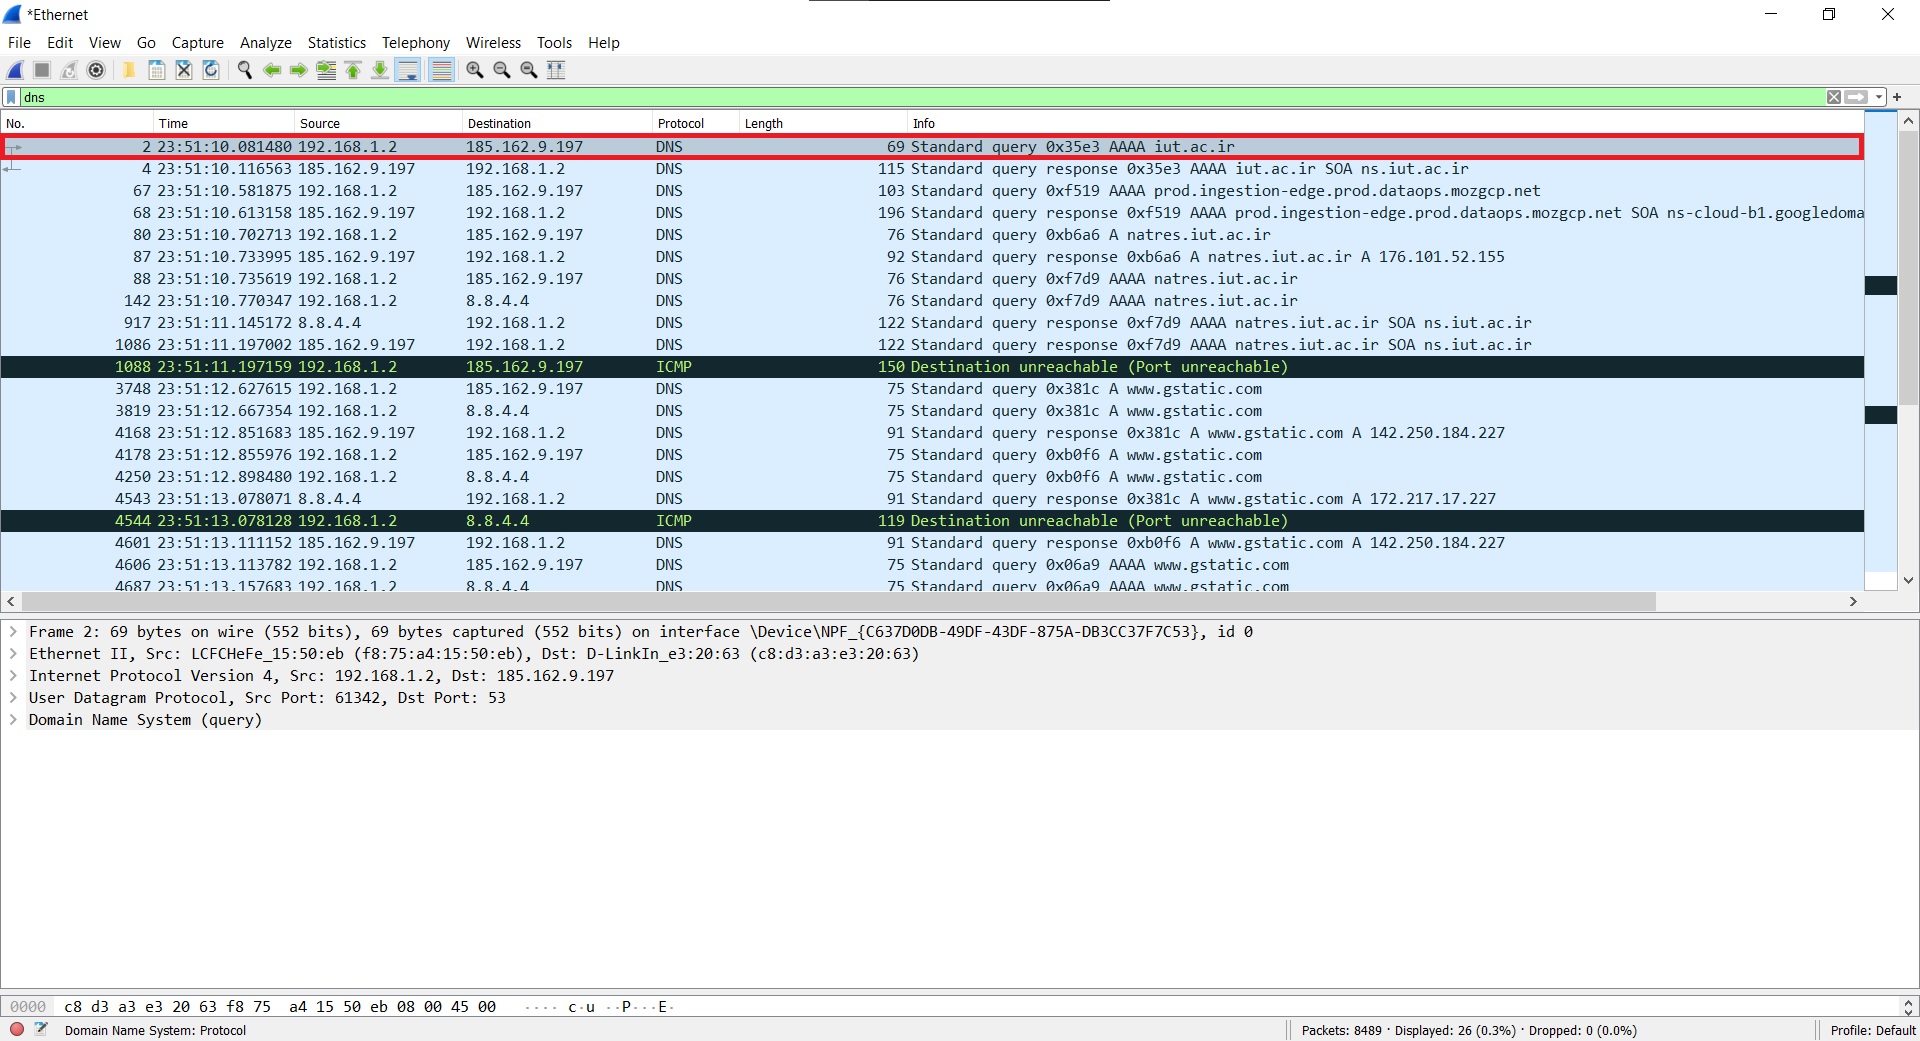 *Ethernet
File Edit View Go Capture Analyze Statistics Telephony Wireless Tools Help
dns
No. Time Source Destination Protocol Length Info
2 23:51:10.081480 192.168.1.2 185.162.9.197 DNS 69 Standard query 0x35e3 AAAA iut.ac.ir
4 23:51:10.116563 185.162.9.197 192.168.1.2 DNS 115 Standard query response 0x35e3 AAAA iut.ac.ir SOA ns.iut.ac.ir
67 23:51:10.581875 192.168.1.2 185.162.9.197 DNS 103 Standard query 0xf519 AAAA prod.ingestion-edge.prod.dataops.mozgcp.net
68 23:51:10.613158 185.162.9.197 192.168.1.2 DNS 196 Standard query response 0xf519 AAAA prod.ingestion-edge.prod.dataops.mozgcp.net SOA ns-cloud-b1.googledoma
80 23:51:10.702713 192.168.1.2 185.162.9.197 DNS 76 Standard query 0xb6a6 A natres.iut.ac.ir
87 23:51:10.733995 185.162.9.197 192.168.1.2 DNS 92 Standard query response 0xb6a6 A natres.iut.ac.ir A 176.101.52.155
88 23:51:10.735619 192.168.1.2 185.162.9.197 DNS 76 Standard query 0xf7d9 AAAA natres.iut.ac.ir
142 23:51:10.770347 192.168.1.2 8.8.4.4 DNS 76 Standard query 0xf7d9 AAAA natres.iut.ac.ir
917 23:51:11.145172 8.8.4.4 192.168.1.2 DNS 122 Standard query response 0xf7d9 AAAA natres.iut.ac.ir SOA ns.iut.ac.ir
1086 23:51:11.197002 185.162.9.197 192.168.1.2 DNS 122 Standard query response 0xf7d9 AAAA natres.iut.ac.ir SOA ns.iut.ac.ir
1088 23:51:11.197159 192.168.1.2 185.162.9.197 ICMP 150 Destination unreachable (Port unreachable)
3748 23:51:12.627615 192.168.1.2 185.162.9.197 DNS 75 Standard query 0x381c A www.gstatic.com
3819 23:51:12.667354 192.168.1.2 8.8.4.4 DNS 75 Standard query 0x381c A www.gstatic.com
4168 23:51:12.851683 185.162.9.197 192.168.1.2 DNS 91 Standard query response 0x381c A www.gstatic.com A 142.250.184.227
4178 23:51:12.855976 192.168.1.2 185.162.9.197 DNS 75 Standard query 0xb0f6 A www.gstatic.com
4250 23:51:12.898480 192.168.1.2 8.8.4.4 DNS 75 Standard query 0xb0f6 A www.gstatic.com
4543 23:51:13.078071 8.8.4.4 192.168.1.2 DNS 91 Standard query response 0x381c A www.gstatic.com A 172.217.17.227
4544 23:51:13.078128 192.168.1.2 8.8.4.4 ICMP 119 Destination unreachable (Port unreachable)
4601 23:51:13.111152 185.162.9.197 192.168.1.2 DNS 91 Standard query response 0xb0f6 A www.gstatic.com A 142.250.184.227
4606 23:51:13.113782 192.168.1.2 185.162.9.197 DNS 75 Standard query 0x06a9 AAAA www.gstatic.com
4687 23:51:13.157683 192.168.1.2 8.8.4.4 DNS 75 Standard query 0x06a9 AAAA www.gstatic.com
Frame 2: 69 bytes on wire (552 bits), 69 bytes captured (552 bits) on interface \Device\NPF_{C637D0DB-49DF-43DF-875A-DB3CC37F7C53}, id 0
Ethernet II, Src: LCFCHeFe_15:50:eb (f8:75:a4:15:50:eb), Dst: D-LinkIn_e3:20:63 (c8:d3:a3:e3:20:63)
Internet Protocol Version 4, Src: 192.168.1.2, Dst: 185.162.9.197
User Datagram Protocol, Src Port: 61342, Dst Port: 53
Domain Name System (query)
0000 c8 d3 a3 e3 20 63 f8 75 a4 15 50 eb 08 00 45 00 ···· c·u ··P···E·
Domain Name System: Protocol Packets: 8489 · Displayed: 26 (0.3%) · Dropped: 0 (0.0%) Profile: Default